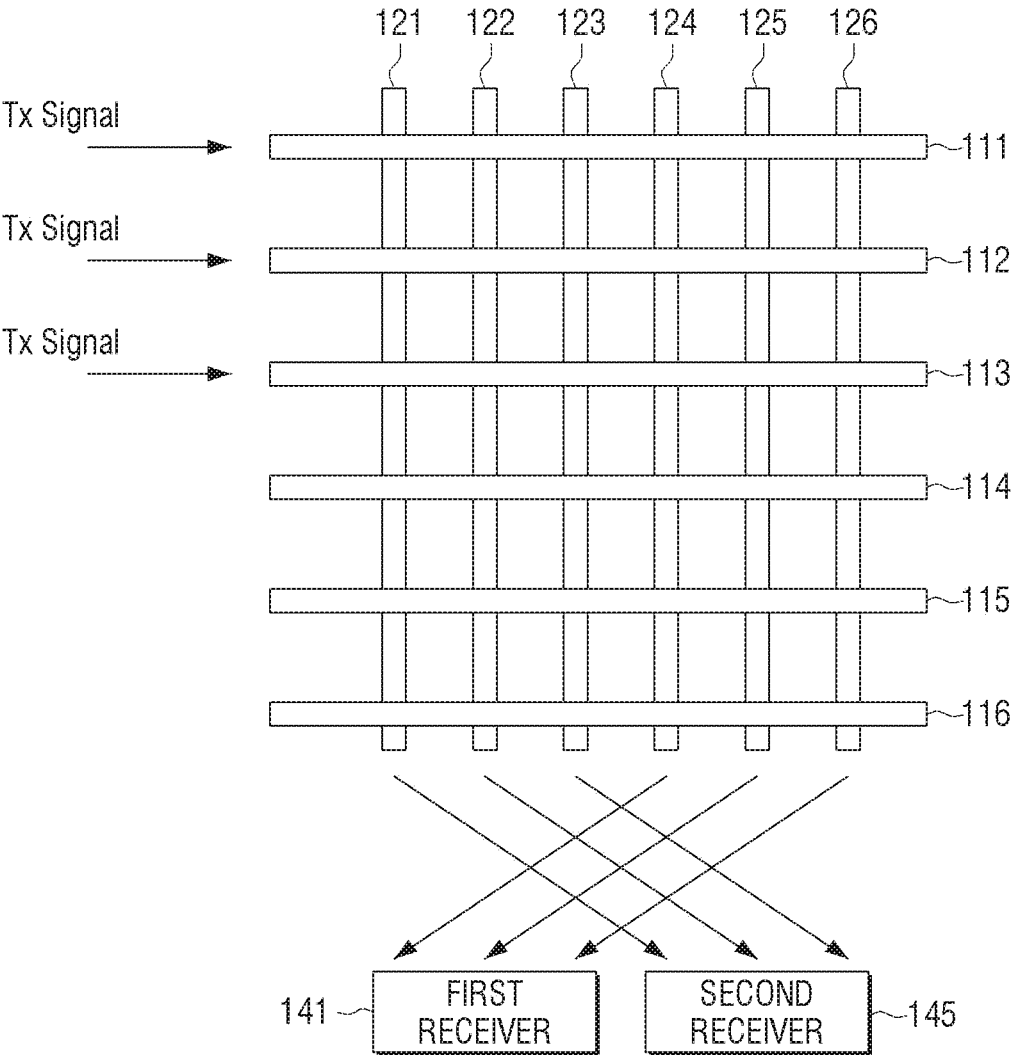 121 122 123 124 125 126
Tx Signal
111
Tx Signal
112
Tx Signal
113
114
115
116
141
FIRST
RECEIVER
SECOND
RECEIVER
145